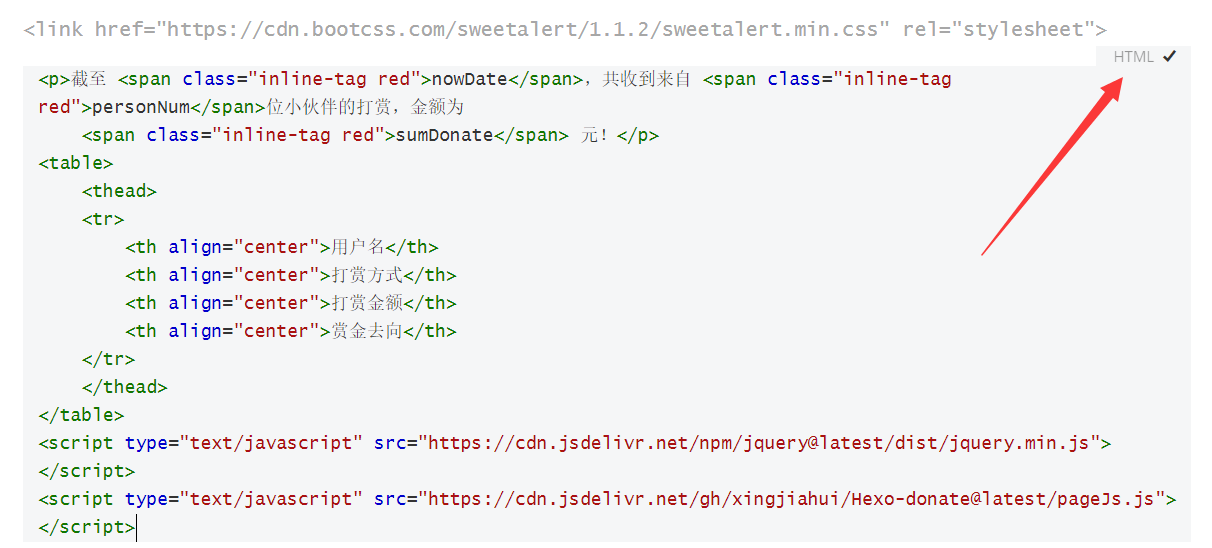 <link href="https://cdn.bootcss.com/sweetalert/1.1.2/sweetalert.min.css" rel="stylesheet">
HTML ✔
<p>截至 <span class="inline-tag red">nowDate</span>，共收到来自 <span class="inline-tag
red">personNum</span>位小伙伴的打赏，金额为
    <span class="inline-tag red">sumDonate</span> 元！</p>
<table>
    <thead>
    <tr>
        <th align="center">用户名</th>
        <th align="center">打赏方式</th>
        <th align="center">打赏金额</th>
        <th align="center">赏金去向</th>
    </tr>
    </thead>
</table>
<script type="text/javascript" src="https://cdn.jsdelivr.net/npm/jquery@latest/dist/jquery.min.js">
</script>
<script type="text/javascript" src="https://cdn.jsdelivr.net/gh/xingjiahui/Hexo-donate@latest/pageJs.js">
</script>